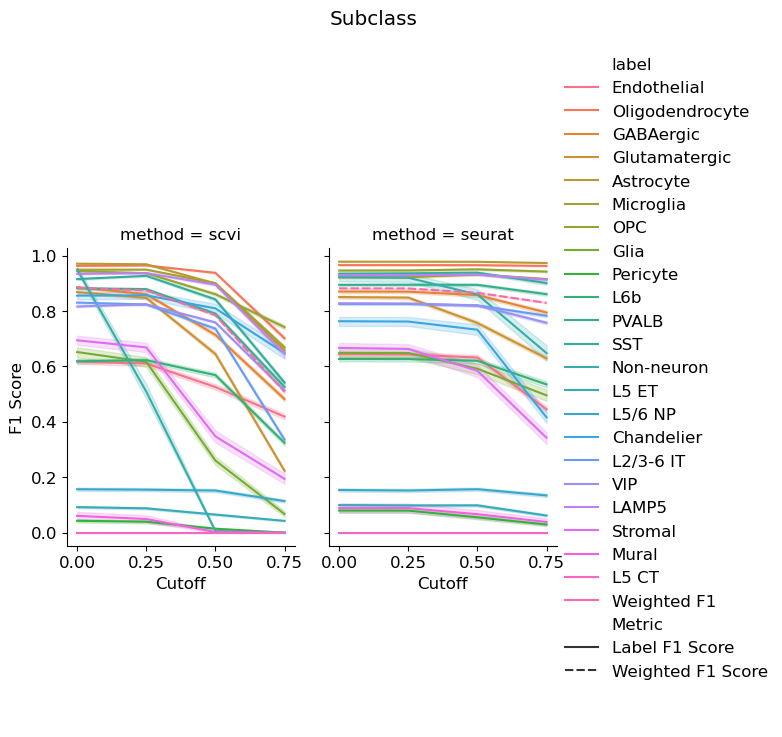 Subclass
method = scvi
method = seurat
F1 Score
1.0
0.8
0.6
0.4
0.2
0.0
0.00 0.25 0.50 0.75
0.00 0.25 0.50 0.75
Cutoff
Cutoff
label
Endothelial
Oligodendrocyte
GABAergic
Glutamatergic
Astrocyte
Microglia
OPC
Glia
Pericyte
L6b
PVALB
SST
Non-neuron
L5 ET
L5/6 NP
Chandelier
L2/3-6 IT
VIP
LAMP5
Stromal
Mural
L5 CT
Weighted F1
Metric
Label F1 Score
Weighted F1 Score